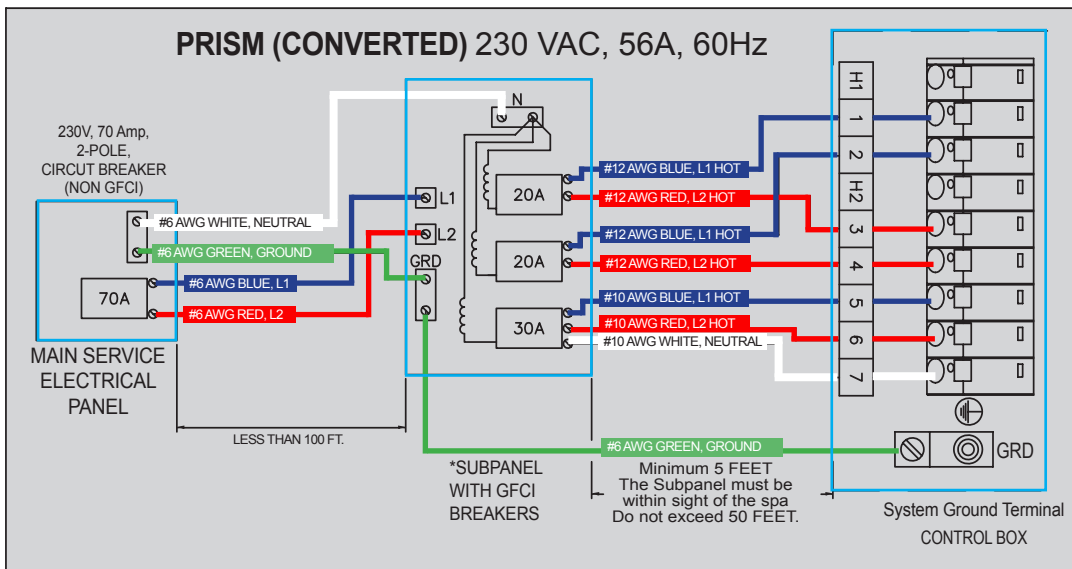 PRISM (CONVERTED) 230 VAC, 56A, 60Hz
230V, 70 Amp,
2-POLE,
CIRCUT BREAKER
(NON GFCI)
#6 AWG WHITE, NEUTRAL
#6 AWG GREEN, GROUND
70A
#6 AWG BLUE, L1
#6 AWG RED, L2
MAIN SERVICE
ELECTRICAL
PANEL
LESS THAN 100 FT.
N
L1
L2
GRD
20A
20A
30A
*SUBPANEL
WITH GFCI
BREAKERS
#12 AWG BLUE, L1 HOT
#12 AWG RED, L2 HOT
#12 AWG BLUE, L1 HOT
#12 AWG RED, L2 HOT
#10 AWG BLUE, L1 HOT
#10 AWG RED, L2 HOT
#10 AWG WHITE, NEUTRAL
#6 AWG GREEN, GROUND
Minimum 5 FEET
The Subpanel must be
within sight of the spa
Do not exceed 50 FEET.
H1
1
2
H2
3
4
5
6
7
GRD
System Ground Terminal
CONTROL BOX